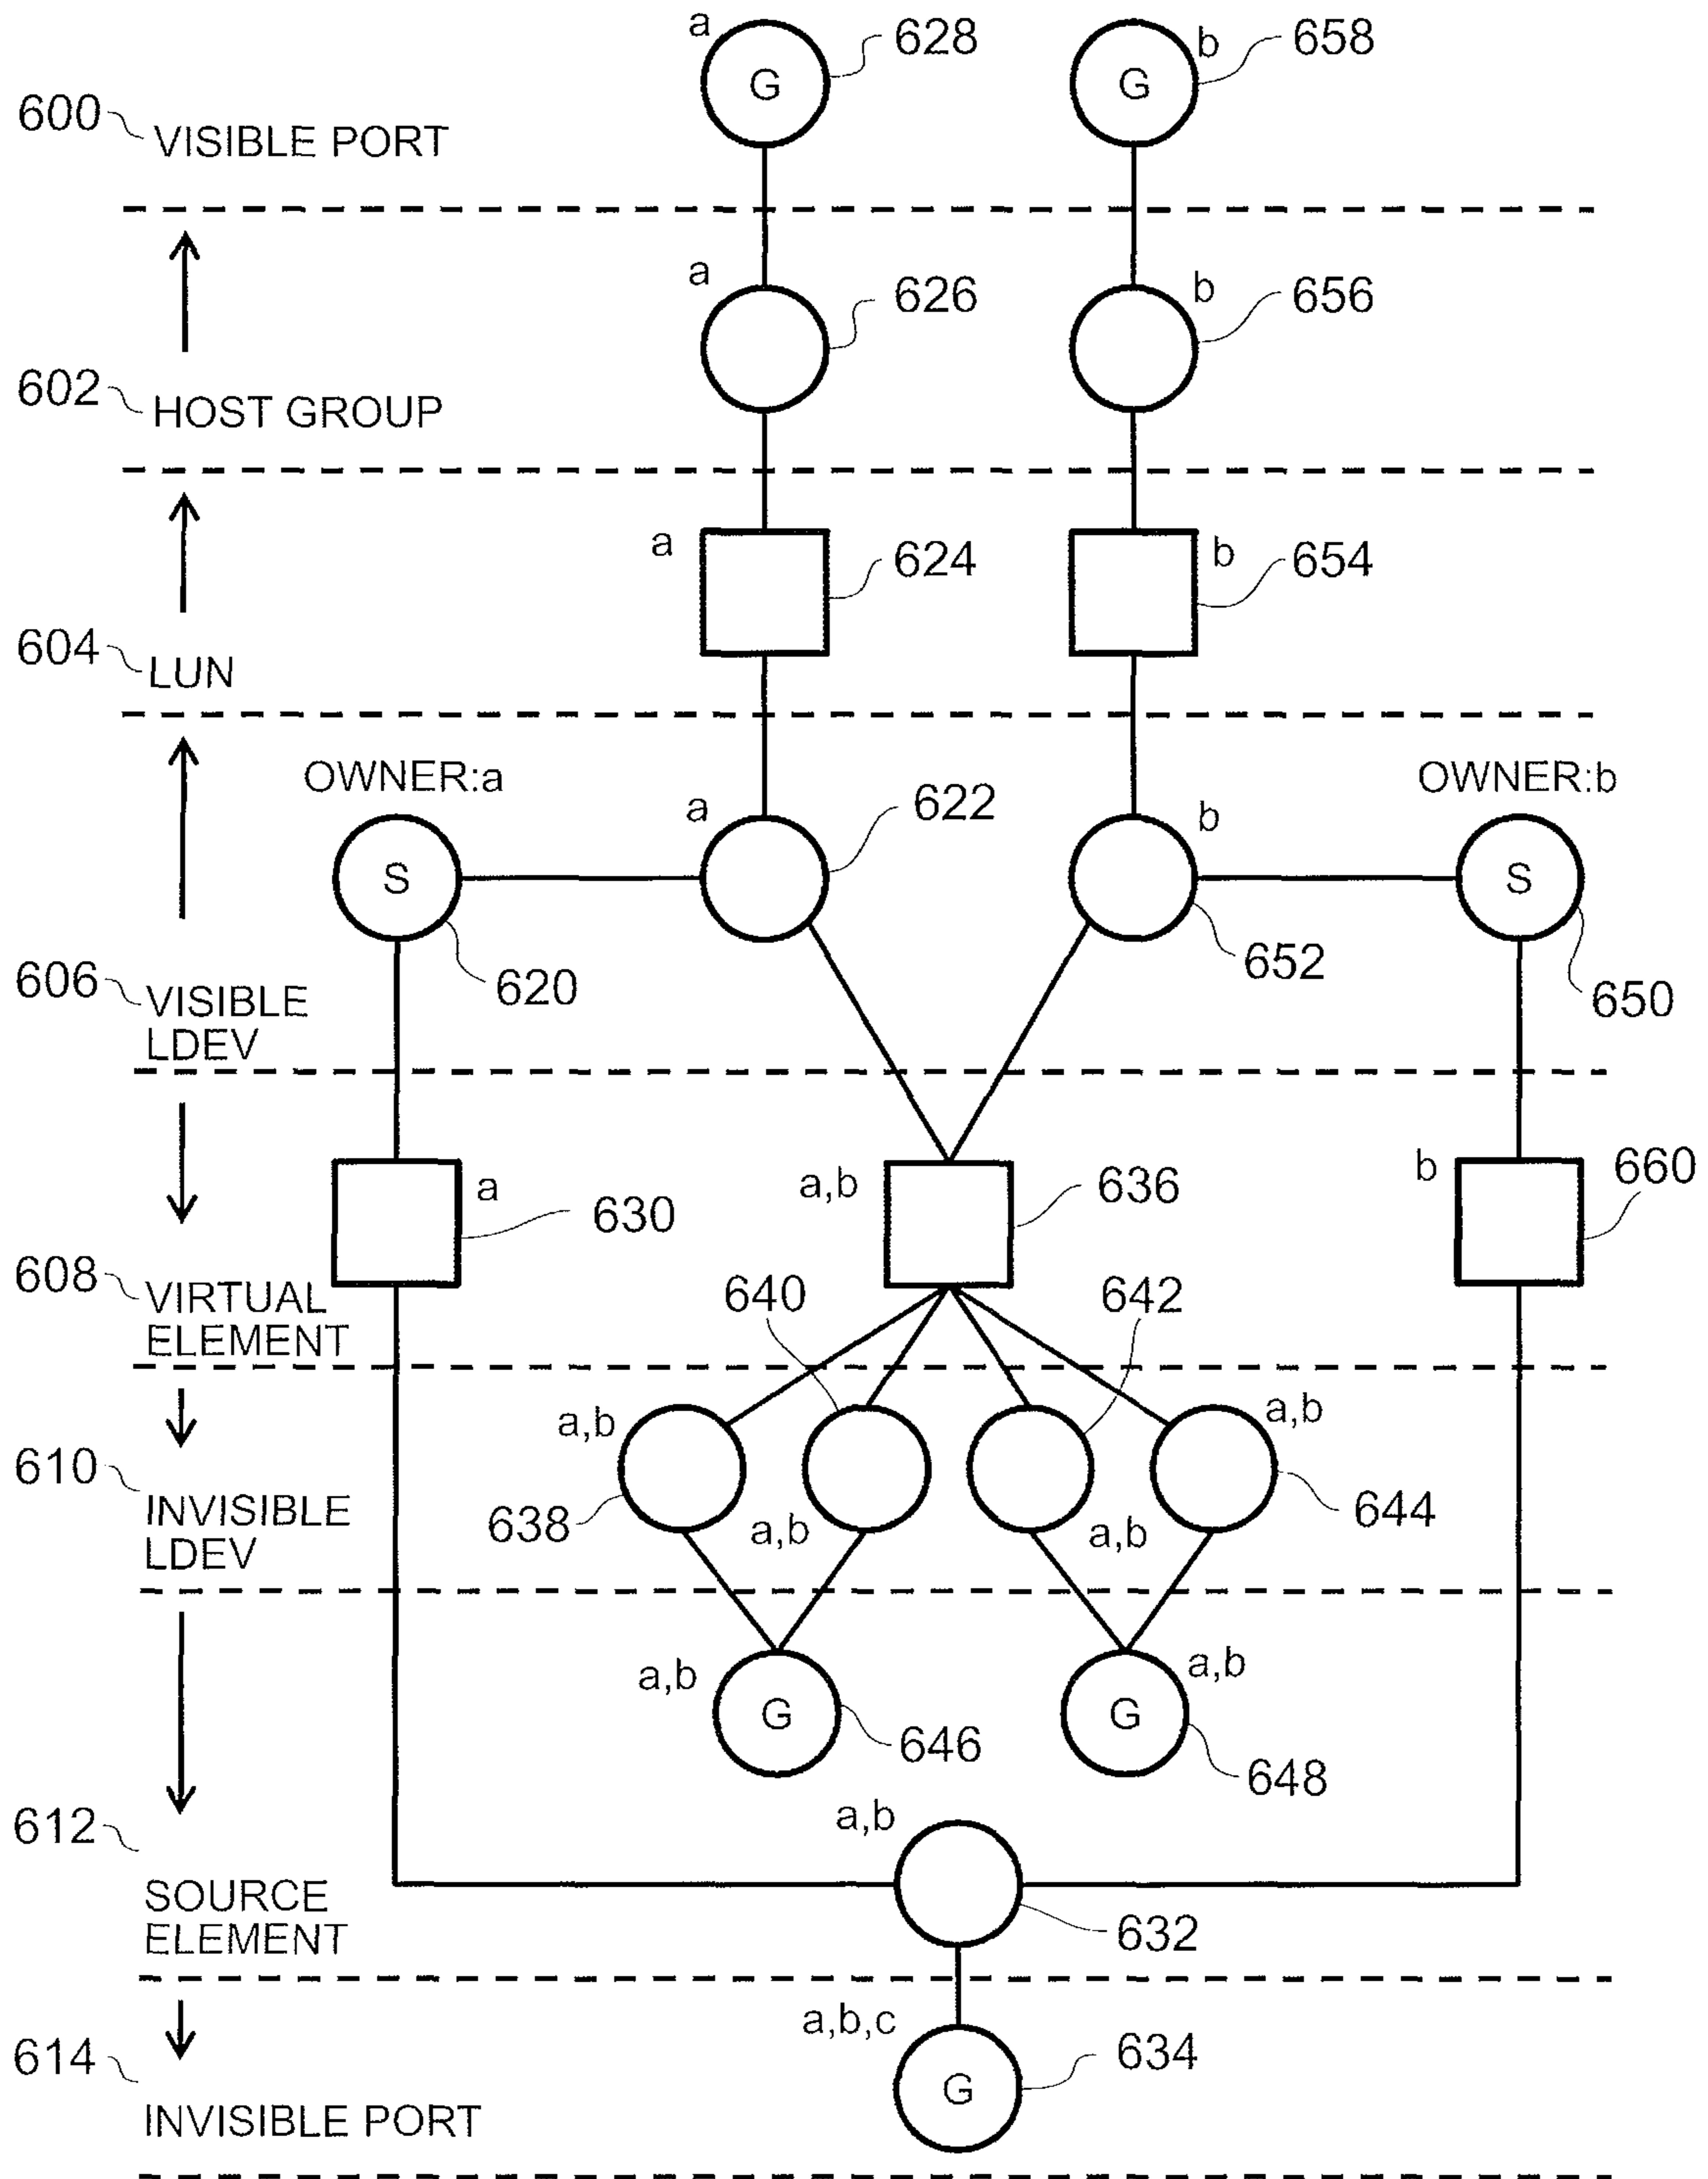 a
628
b
658
G
G
600
VISIBLE PORT
a
626
b
656
602
HOST GROUP
a
624
b
654
604
LUN
OWNER:a
OWNER:b
a
622
b
S
S
606
620
652
650
VISIBLE
LDEV
a
630
a,b
636
b
660
608
640
642
VIRTUAL
ELEMENT
a,b
a,b
610
638
a,b
a,b
644
INVISIBLE
LDEV
a,b
a,b
G
G
646
648
612
a,b
SOURCE
ELEMENT
632
a,b,c
614
634
G
INVISIBLE PORT